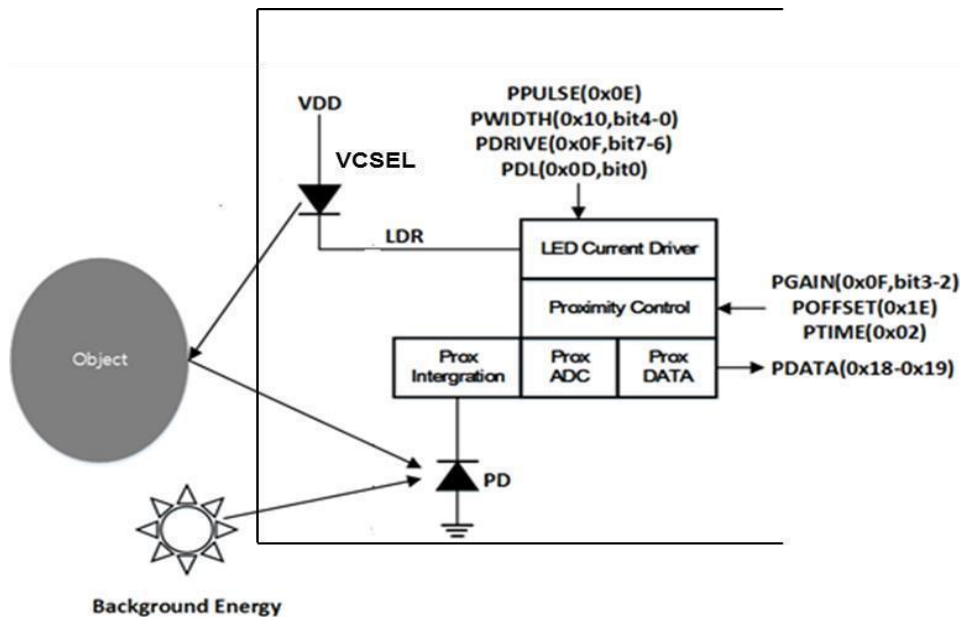 PPULSE(0x0E)
PWIDTH(0x10,bit4-0)
PDRIVE(0x0F,bit7-6)
PDL(0x0D,bit0)
VDD
VCSEL
LDR
LED Current Driver
Proximity Control
PGAIN(0x0F,bit3-2)
POFFSET(0x1E)
PTIME(0x02)
Prox
Intergration
Prox
ADC
Prox
DATA
PDATA(0x18-0x19)
Object
PD
Background Energy